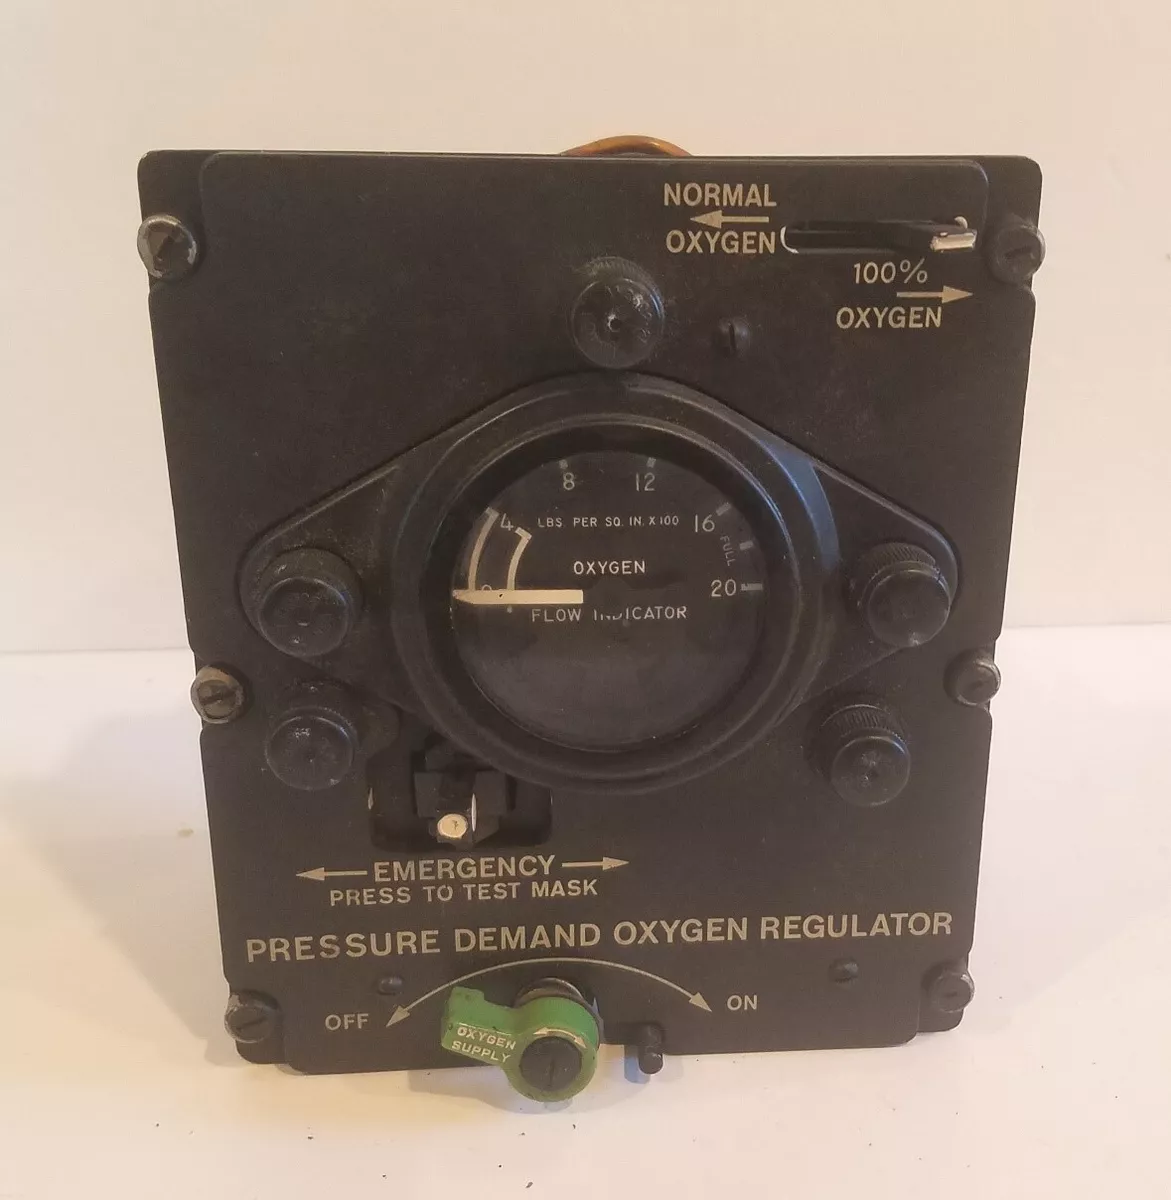 NORMAL
OXYGEN
100%
OXYGEN
8 12
4 LBS. PER SQ. IN. X 100 16
FULL
OXYGEN
0 20
FLOW INDICATOR
EMERGENCY
PRESS TO TEST MASK
PRESSURE DEMAND OXYGEN REGULATOR
OFF ON
OXYGEN
SUPPLY